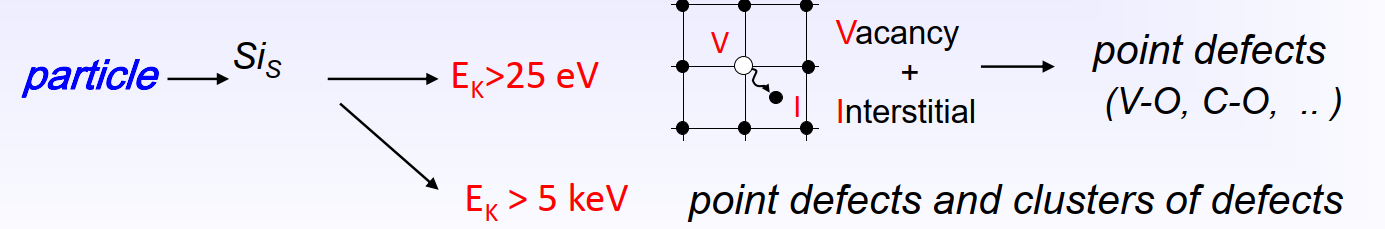 particle
Si_S
E_K>25 eV
V
I
Vacancy
+
Interstitial
point defects
(V-O, C-O, .. )
E_K > 5 keV
point defects and clusters of defects